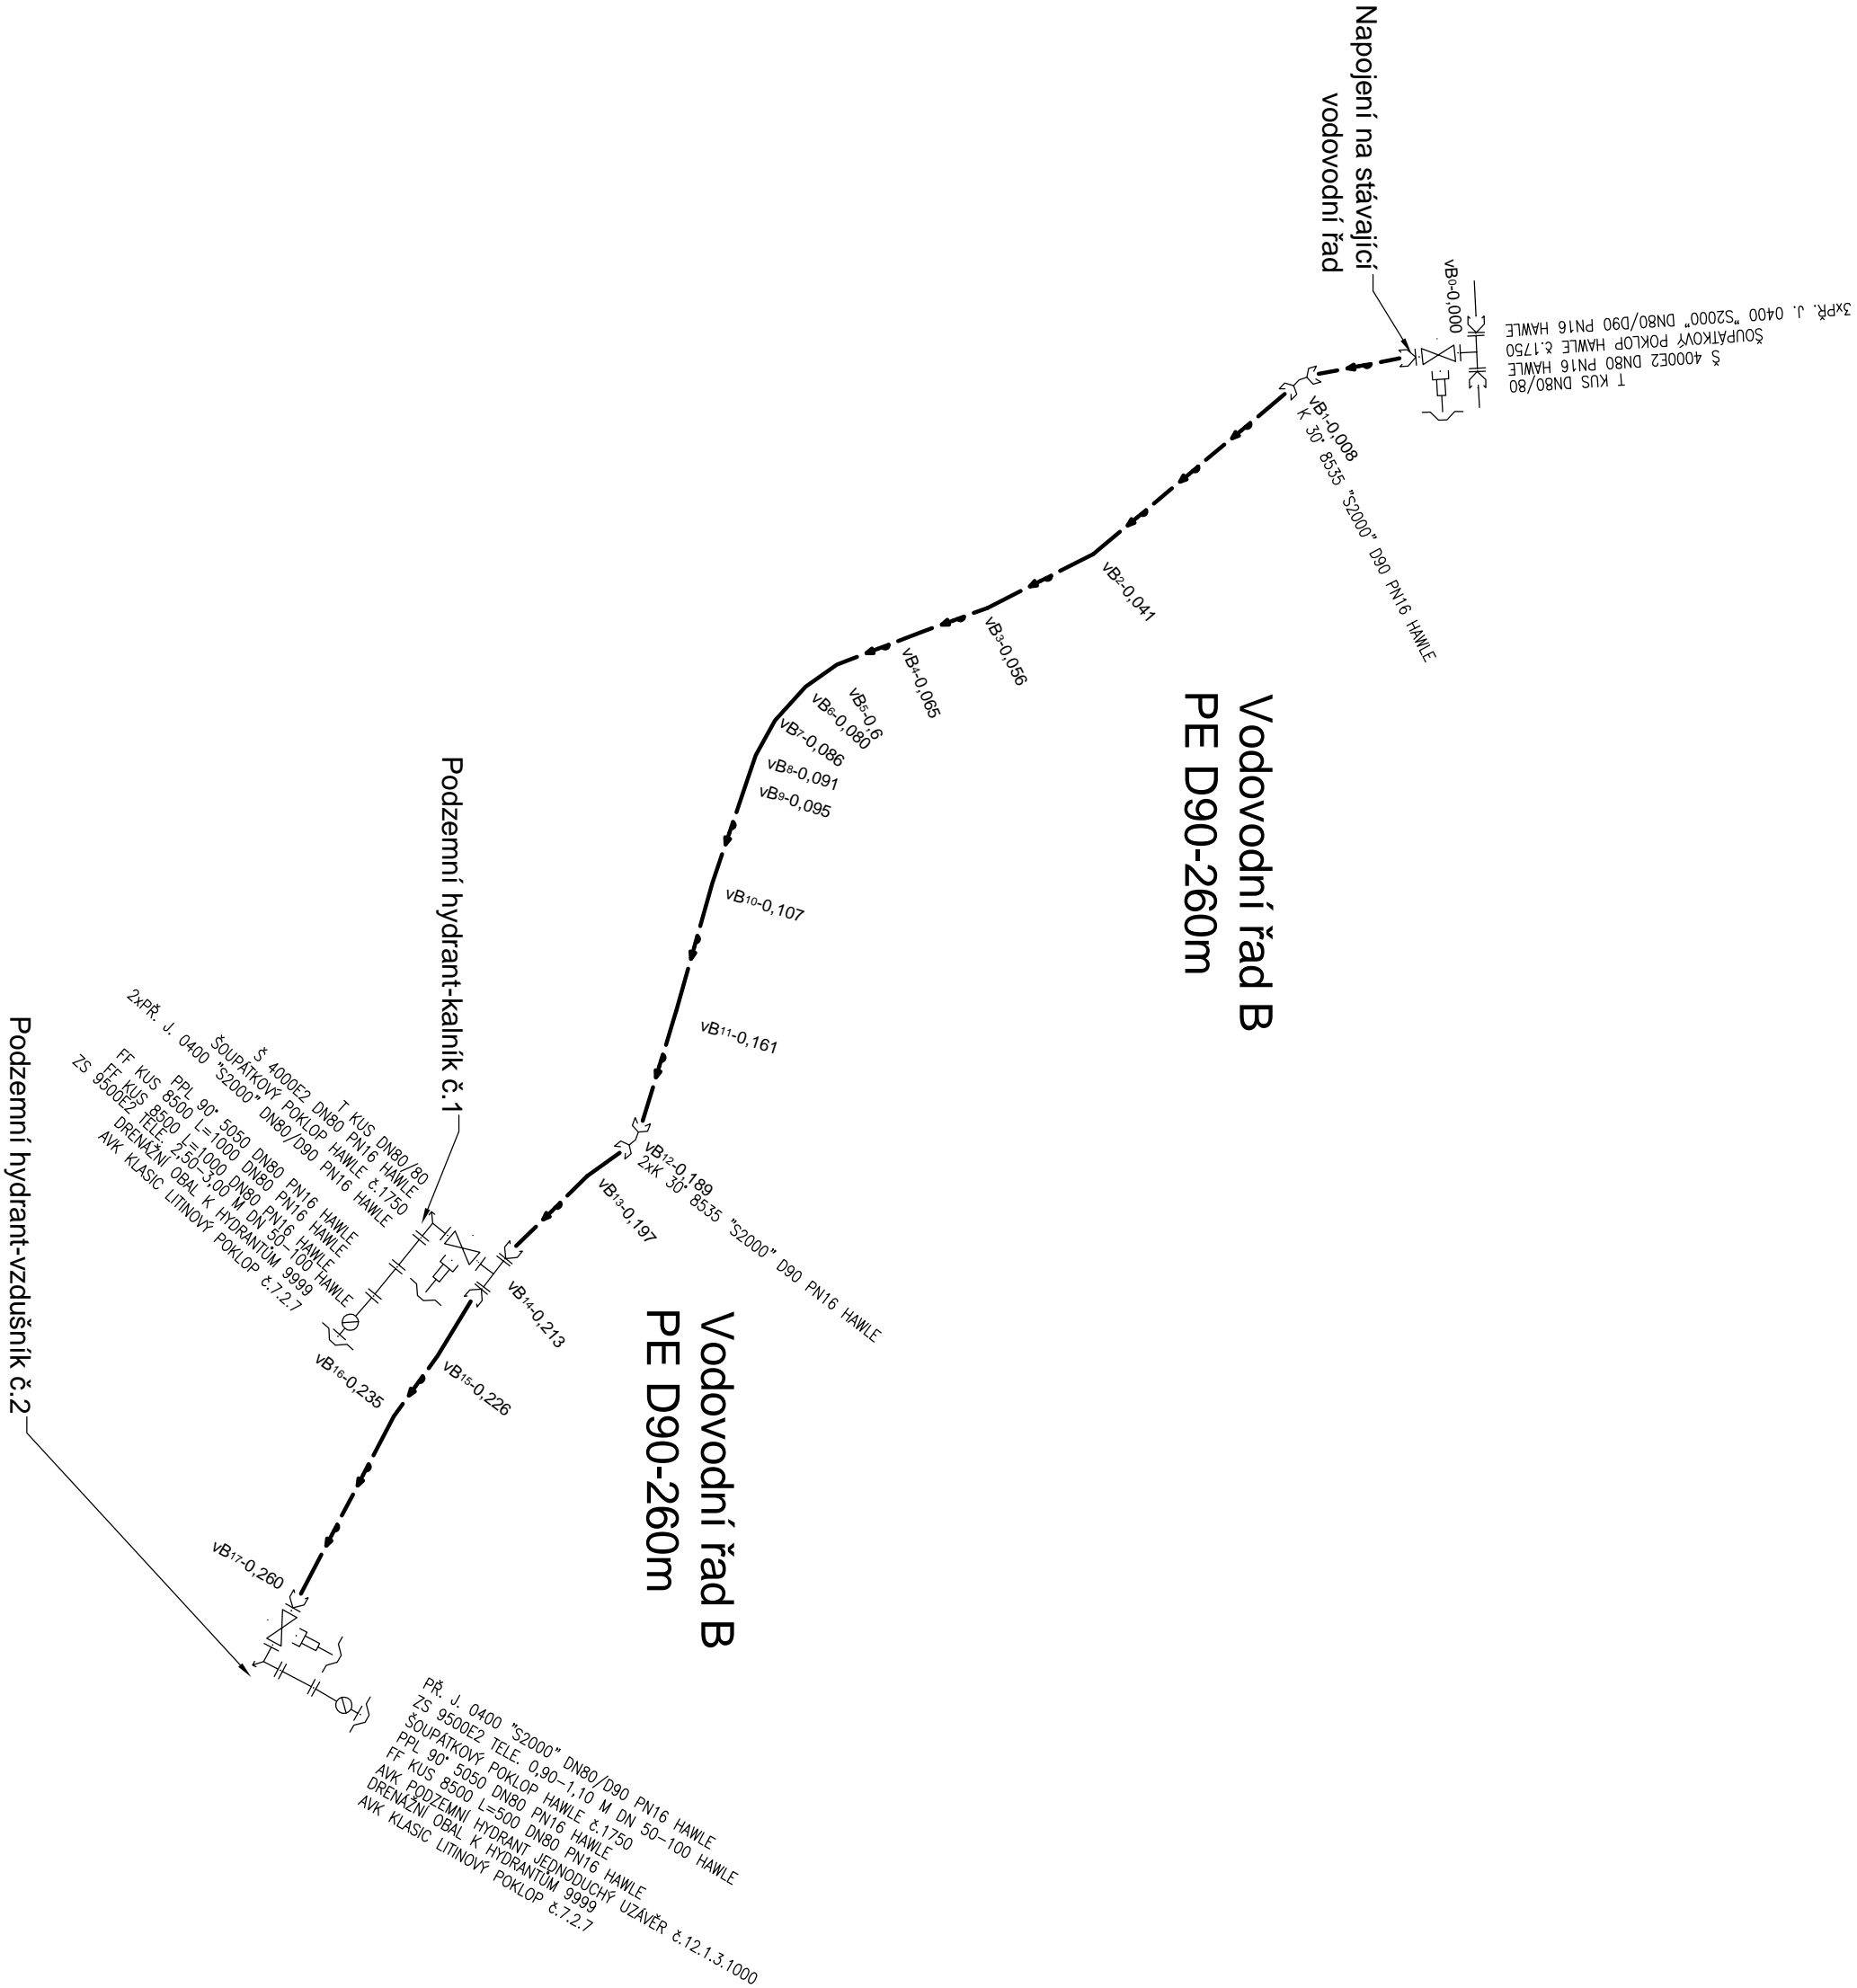 Napojení na stávající
vodovodní řad
vB0-0,000
3xPŘ. J. 0400 "S2000" DN80/D90 PN16 HAWLE
ŠOUPÁTKOVÝ POKLOP HAWLE č.1750
Š 4000E2 DN80 PN16 HAWLE
T KUS DN80/80
vB1-0,008
K 30° 8535 "S2000" D90 PN16 HAWLE
vB2-0,041
vB3-0,056
vB4-0,065
vB5-0,6
vB6-0,080
vB7-0,086
vB8-0,091
vB9-0,095
Vodovodní řad B
PE D90-260m
vB10-0,107
vB11-0,161
vB12-0,189
2xK 30° 8535 "S2000" D90 PN16 HAWLE
vB13-0,197
Podzemní hydrant-kalník č.1
T KUS DN80/80
Š 4000E2 DN80 PN16 HAWLE
ŠOUPÁTKOVÝ POKLOP HAWLE č.1750
2xPŘ. J. 0400 "S2000" DN80/D90 PN16 HAWLE
PPL 90° 5050 DN80 PN16 HAWLE
FF KUS 8500 L=1000 DN80 PN16 HAWLE
FF KUS 8500 L=1000 DN80 PN16 HAWLE
ZS 9500E2 TELE. 2,50-3,00 M DN 50-100 HAWLE
DRENÁŽNÍ OBAL K HYDRANTŮM 9999
AVK KLASIC LITINOVÝ POKLOP č.7.2.7
vB14-0,213
vB15-0,226
vB16-0,235
Vodovodní řad B
PE D90-260m
Podzemní hydrant-vzdušník č.2
vB17-0,260
PŘ. J. 0400 "S2000" DN80/D90 PN16 HAWLE
ZS 9500E2 TELE. 0,90-1,10 M DN 50-100 HAWLE
ŠOUPÁTKOVÝ POKLOP HAWLE č.1750
PPL 90° 5050 DN80 PN16 HAWLE
FF KUS 8500 L=500 DN80 PN16 HAWLE
AVK PODZEMNÍ HYDRANT JEDNODUCHÝ UZÁVĚR č.12.1.3.1000
DRENÁŽNÍ OBAL K HYDRANTŮM 9999
AVK KLASIC LITINOVÝ POKLOP č.7.2.7